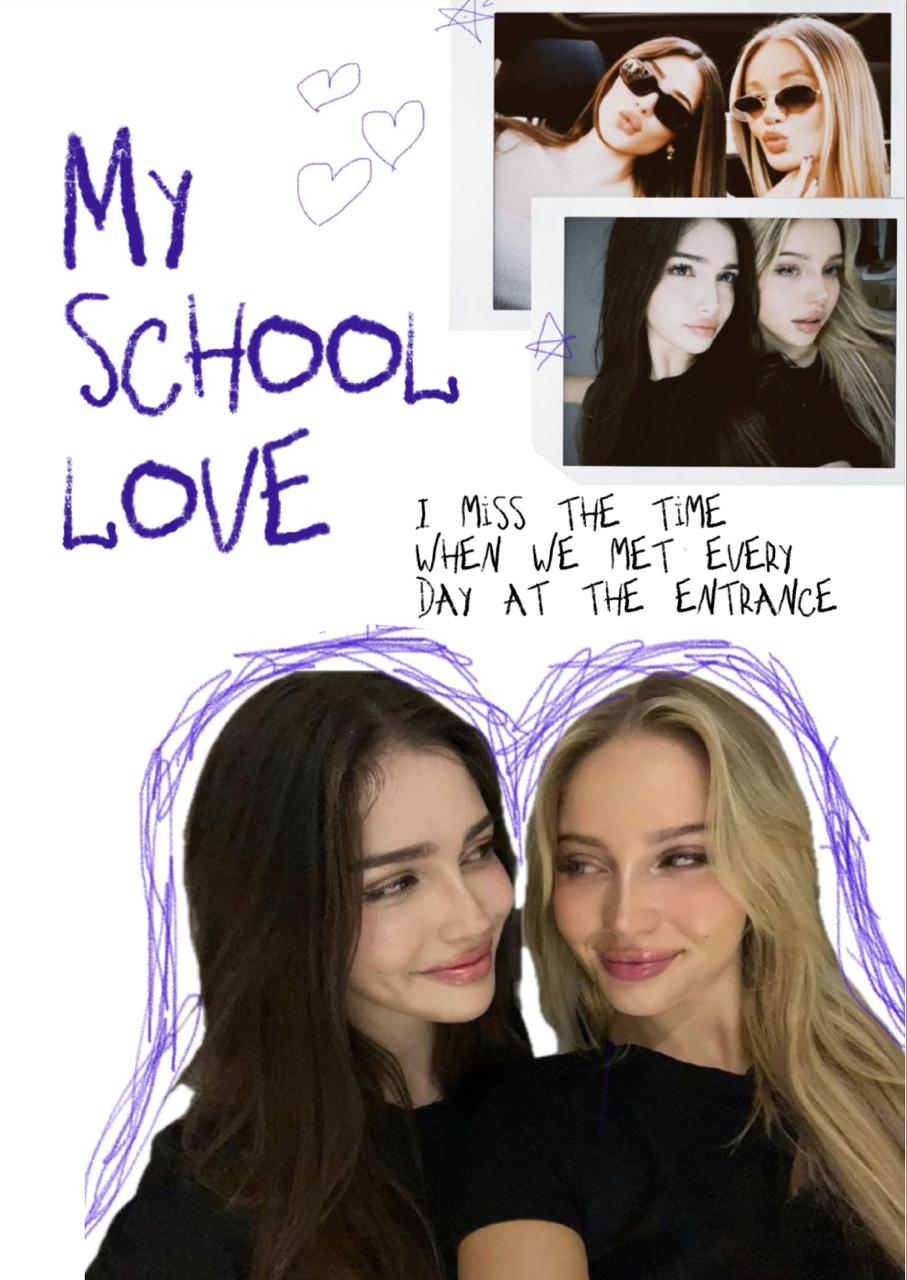 My
SCHOOL
LOVE
I MiSS THE TiME
WHEN WE MET EVERY
DAY AT THE ENTRANCE